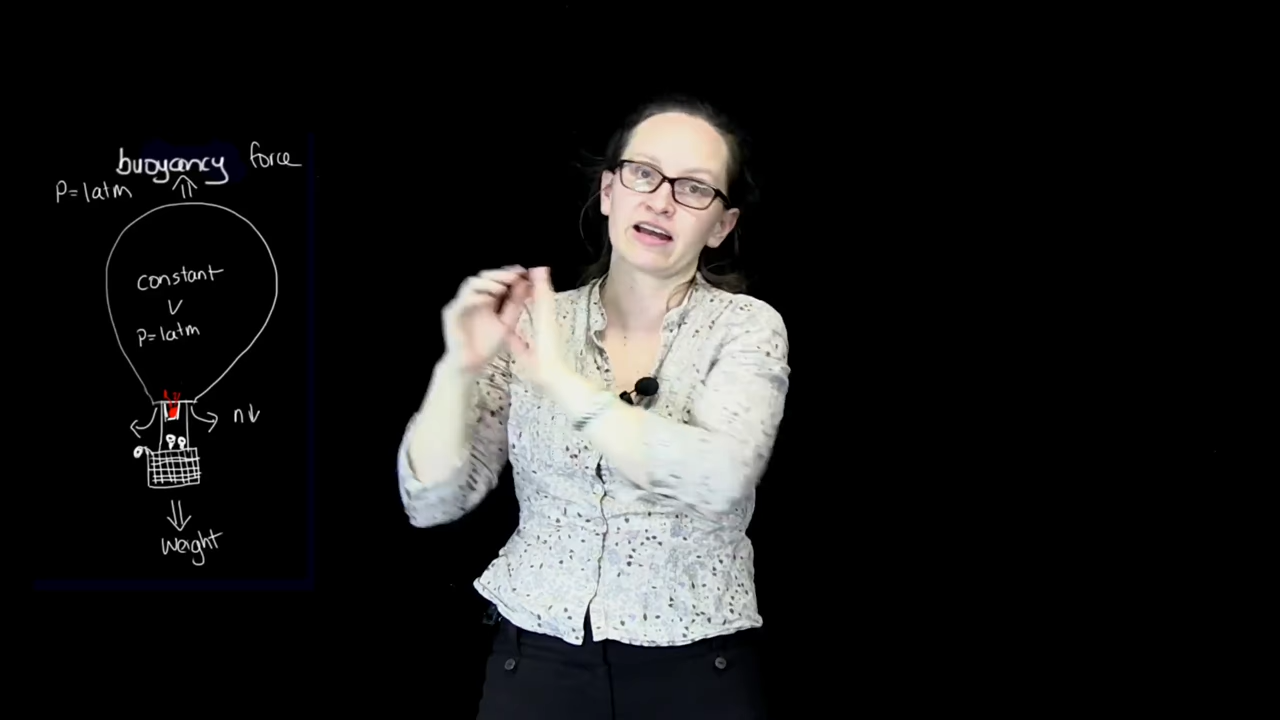 buoyancy force
P=1atm
constant
V
P=1atm
n↓
Weight